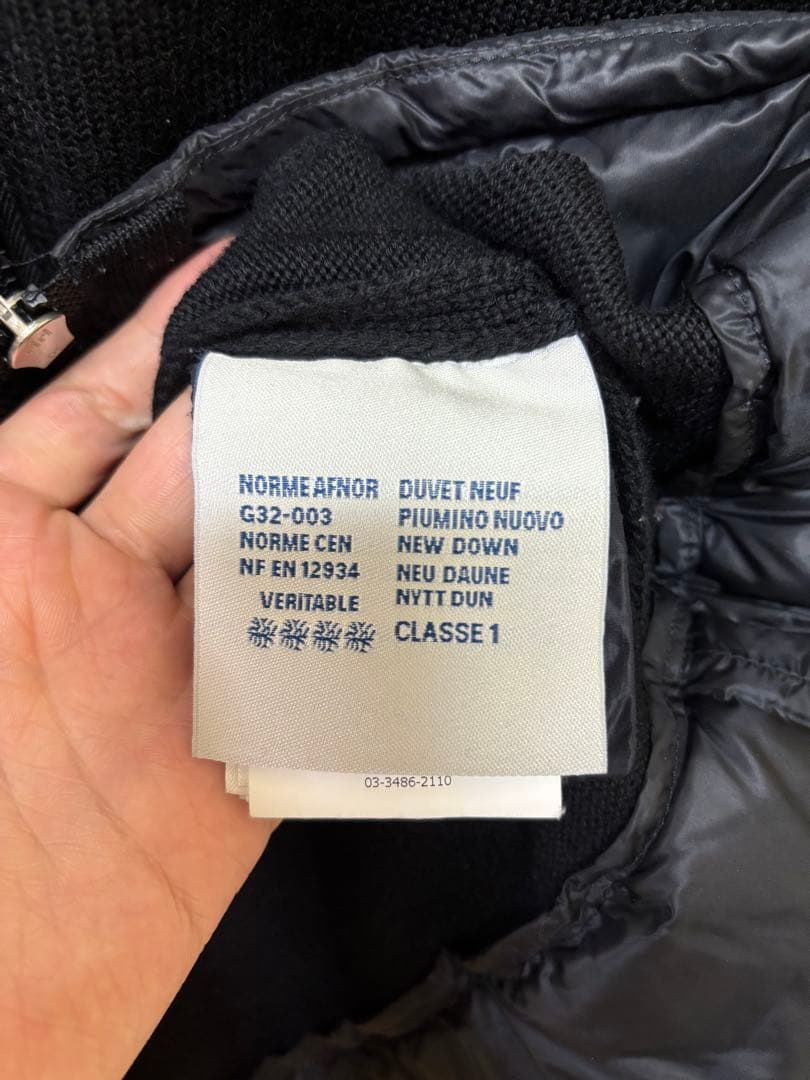 NORME AFNOR
G32-003
NORME CEN
NF EN 12934
VERITABLE
DUVET NEUF
PIUMINO NUOVO
NEW DOWN
NEU DAUNE
NYTT DUN
CLASSE 1
03-3486-2110